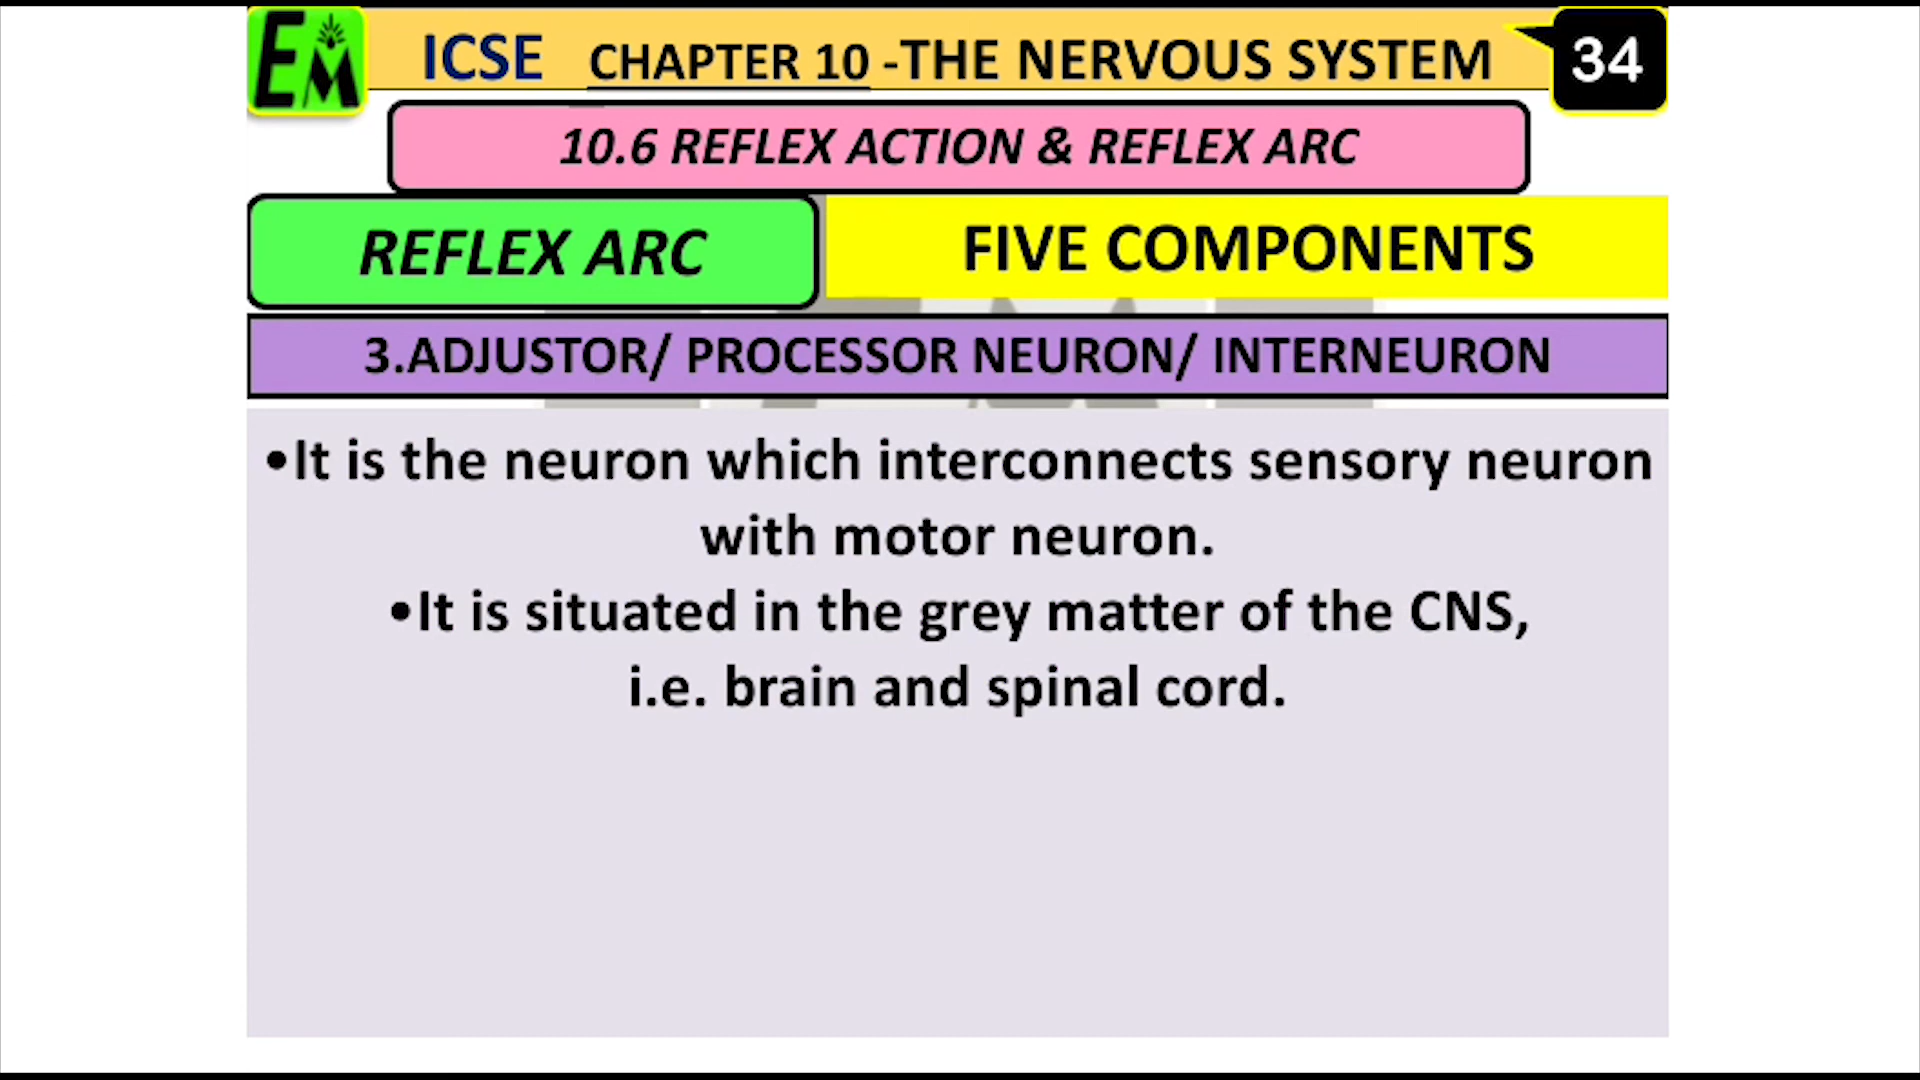 EM
ICSE CHAPTER 10 -THE NERVOUS SYSTEM
34
10.6 REFLEX ACTION & REFLEX ARC
REFLEX ARC
FIVE COMPONENTS
3.ADJUSTOR/ PROCESSOR NEURON/ INTERNEURON
•It is the neuron which interconnects sensory neuron
with motor neuron.
•It is situated in the grey matter of the CNS,
i.e. brain and spinal cord.